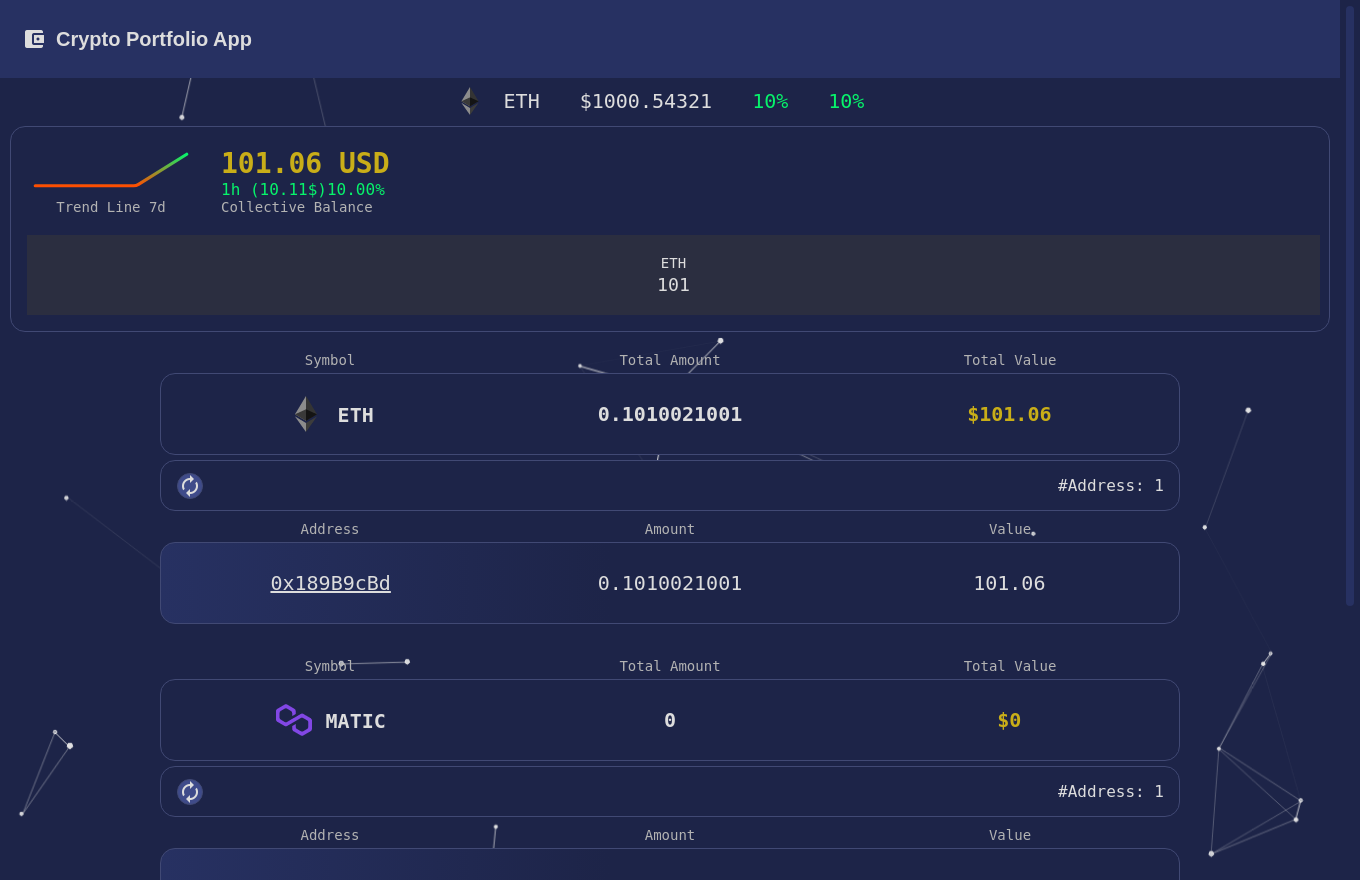 Crypto Portfolio App
ETH $1000.54321 10% 10%
101.06 USD
1h (10.11$)10.00%
Trend Line 7d Collective Balance
ETH
101
Symbol Total Amount Total Value
ETH 0.1010021001 $101.06
#Address: 1
Address Amount Value
0x189B9cBd 0.1010021001 101.06
Symbol Total Amount Total Value
MATIC 0 $0
#Address: 1
Address Amount Value